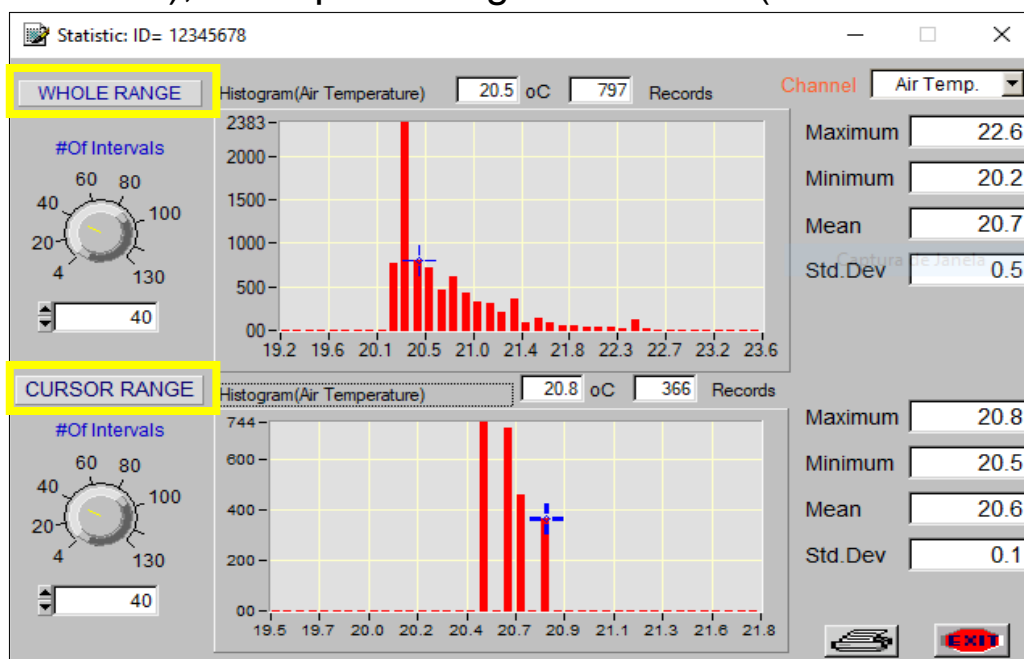 Statistic: ID= 12345678
WHOLE RANGE
Histogram(Air Temperature) 20.5 oC 797 Records
Channel Air Temp.
#Of Intervals
4 20 40 60 80 100 130
40
2383
2000
1500
1000
500
00
19.2 19.6 20.1 20.5 21.0 21.4 21.8 22.3 22.7 23.2 23.6
Maximum 22.6
Minimum 20.2
Mean 20.7
Captura de Janela
Std.Dev 0.5
CURSOR RANGE
Histogram(Air Temperature) 20.8 oC 366 Records
#Of Intervals
4 20 40 60 80 100 130
40
744
600
400
200
00
19.5 19.7 20.0 20.2 20.4 20.7 20.9 21.1 21.3 21.6 21.8
Maximum 20.8
Minimum 20.5
Mean 20.6
Std.Dev 0.1
EXIT